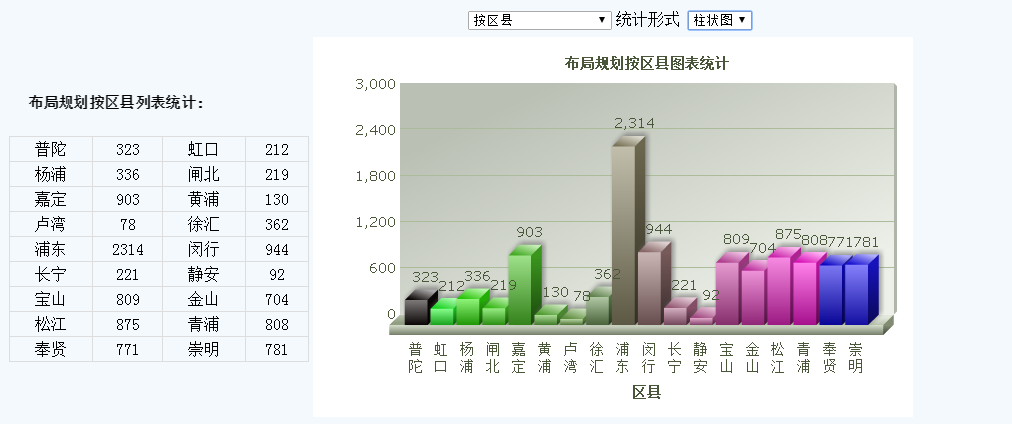 按区县 统计形式 柱状图
布局规划按区县列表统计：
普陀 323 虹口 212
杨浦 336 闸北 219
嘉定 903 黄浦 130
卢湾 78 徐汇 362
浦东 2314 闵行 944
长宁 221 静安 92
宝山 809 金山 704
松江 875 青浦 808
奉贤 771 崇明 781
布局规划按区县图表统计
3,000
2,400
1,800
1,200
600
0
323 212 336 219 903 130 78 362 2,314 944 221 92 809 704 875 808 771 781
普陀 虹口 杨浦 闸北 嘉定 黄浦 卢湾 徐汇 浦东 闵行 长宁 静安 宝山 金山 松江 青浦 奉贤 崇明
区县